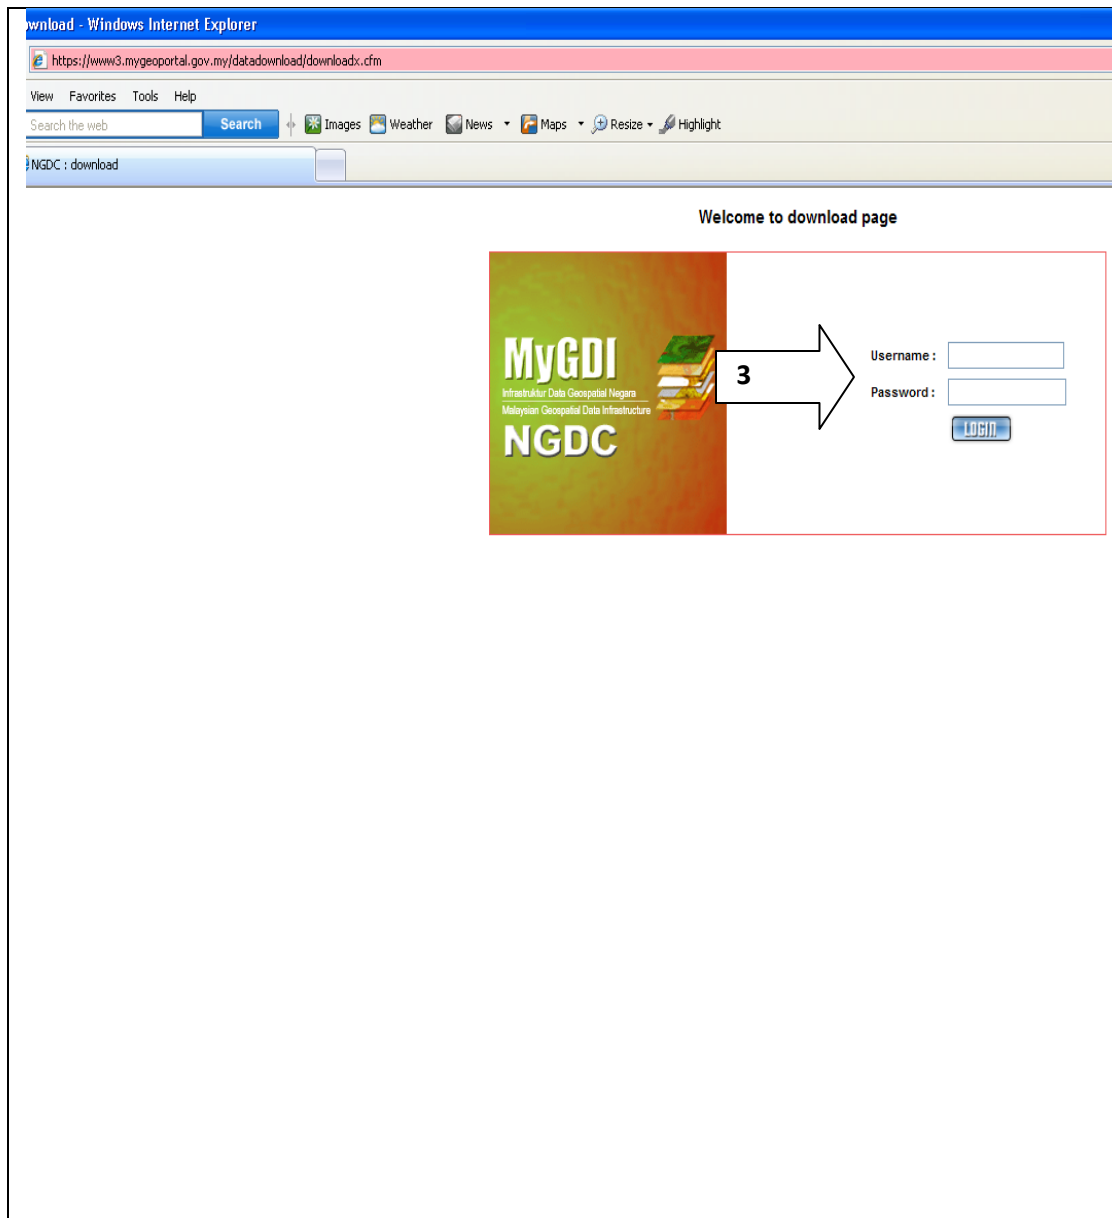 ownload - Windows Internet Explorer
https://www3.mygeoportal.gov.my/datadownload/downloadx.cfm
View Favorites Tools Help
Search the web Search Images Weather News Maps Resize Highlight
NGDC : download
Welcome to download page
MyGDI
Infrastruktur Data Geospatial Negara
Malaysian Geospatial Data Infrastructure
NGDC
3
Username :
Password :
LOGIN